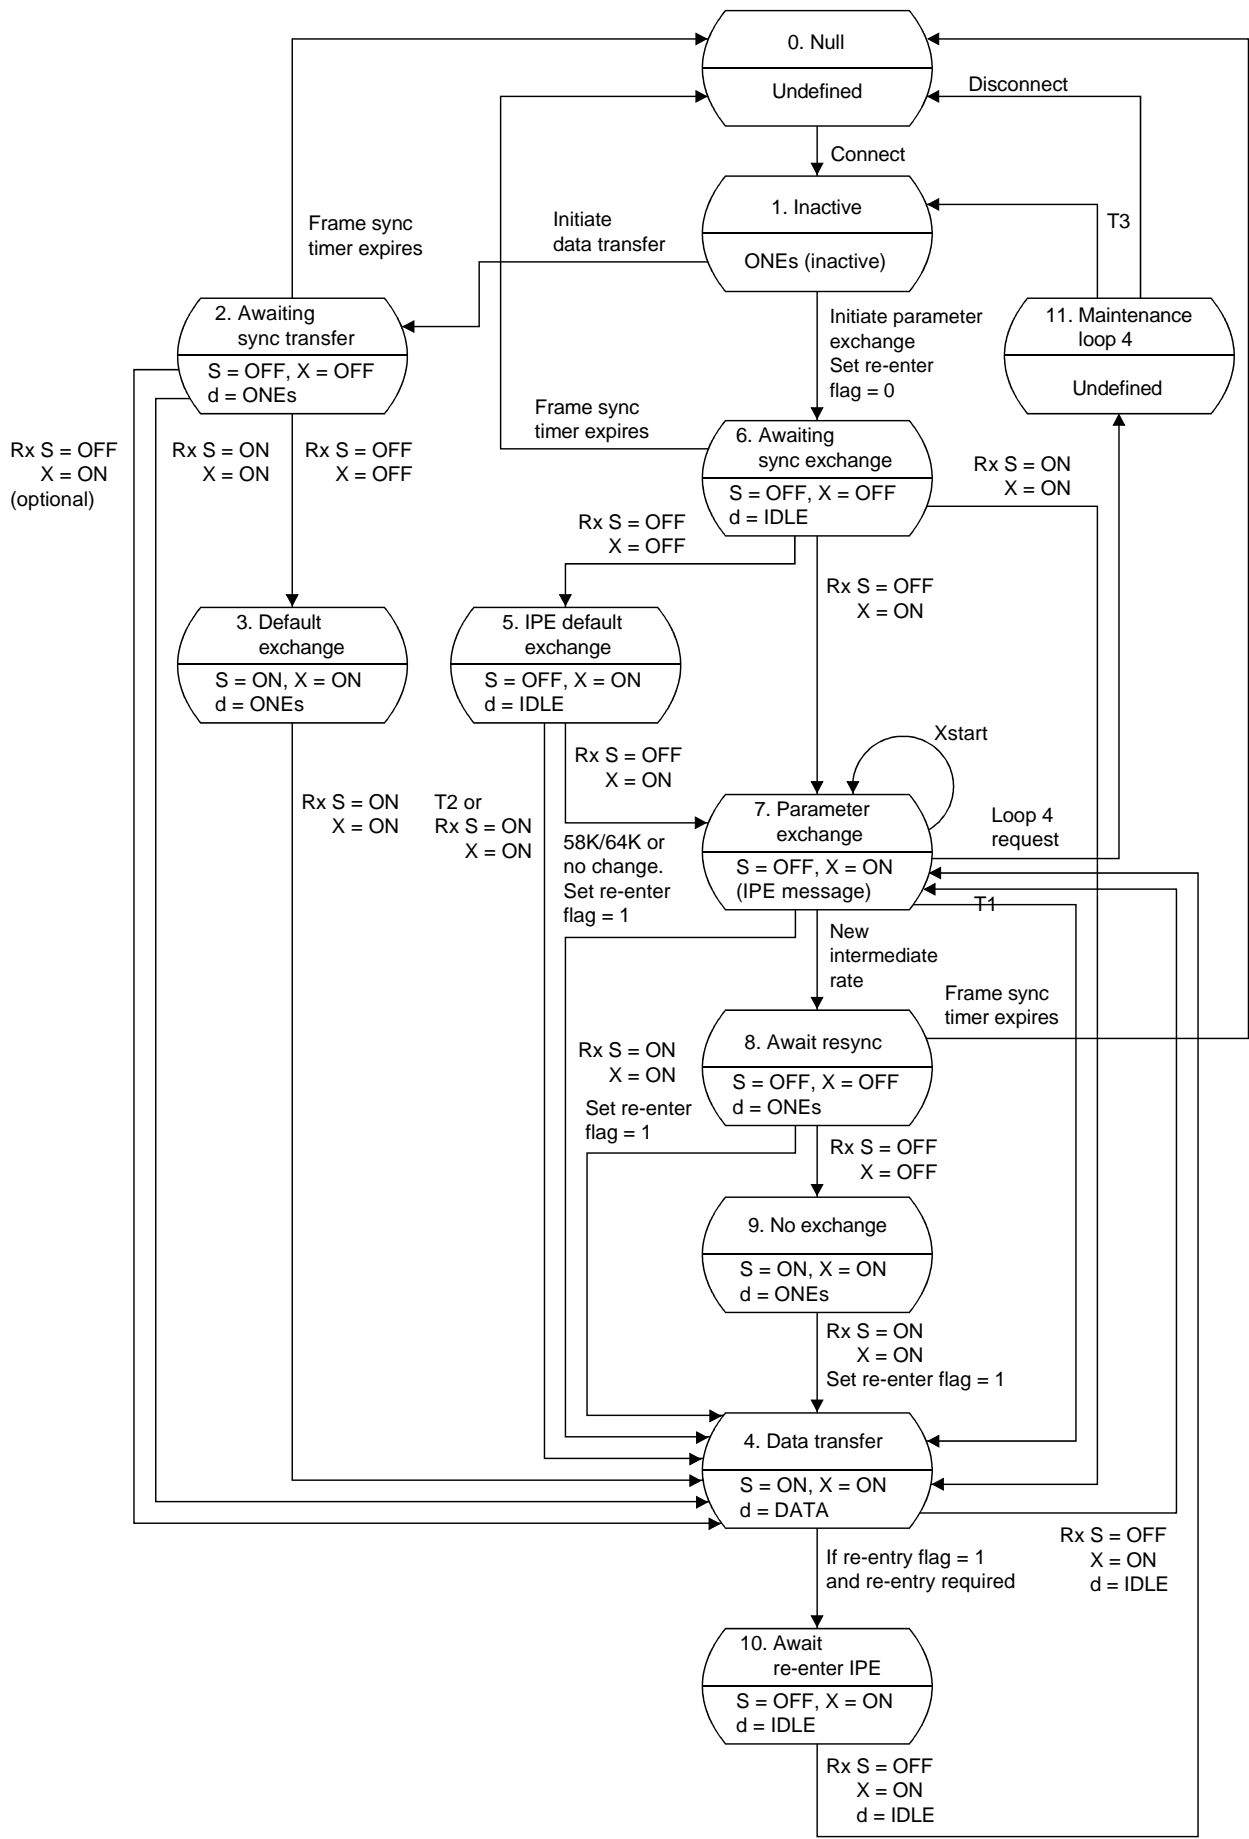 0. Null
Undefined
Disconnect
Connect
1. Inactive
ONEs (inactive)
T3
Frame sync
timer expires
Initiate
data transfer
2. Awaiting
sync transfer
S = OFF, X = OFF
d = ONEs
Initiate parameter
exchange
Set re-enter
flag = 0
11. Maintenance
loop 4
Undefined
Frame sync
timer expires
6. Awaiting
sync exchange
S = OFF, X = OFF
d = IDLE
Rx S = ON
X = ON
Rx S = OFF
X = ON
(optional)
Rx S = ON
X = ON
Rx S = OFF
X = OFF
Rx S = OFF
X = OFF
Rx S = OFF
X = ON
3. Default
exchange
S = ON, X = ON
d = ONEs
5. IPE default
exchange
S = OFF, X = ON
d = IDLE
Rx S = OFF
X = ON
Xstart
Rx S = ON
X = ON
T2 or
Rx S = ON
X = ON
58K/64K or
no change.
Set re-enter
flag = 1
7. Parameter
exchange
S = OFF, X = ON
(IPE message)
Loop 4
request
T1
New
intermediate
rate
Frame sync
timer expires
Rx S = ON
X = ON
Set re-enter
flag = 1
8. Await resync
S = OFF, X = OFF
d = ONEs
Rx S = OFF
X = OFF
9. No exchange
S = ON, X = ON
d = ONEs
Rx S = ON
X = ON
Set re-enter flag = 1
4. Data transfer
S = ON, X = ON
d = DATA
Rx S = OFF
X = ON
d = IDLE
If re-entry flag = 1
and re-entry required
10. Await
re-enter IPE
S = OFF, X = ON
d = IDLE
Rx S = OFF
X = ON
d = IDLE